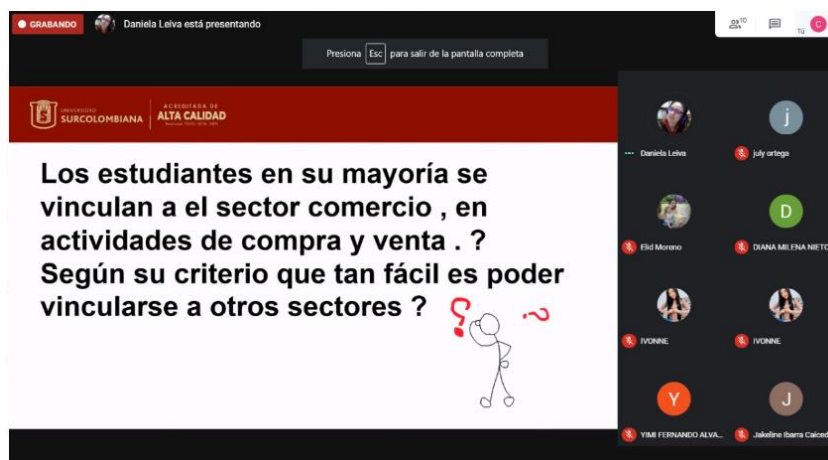 GRABANDO
Daniela Leiva está presentando
10
Tú
C
Presiona Esc para salir de la pantalla completa
UNIVERSIDAD
SURCOLOMBIANA
ACREDITADA DE
ALTA CALIDAD
Los estudiantes en su mayoría se
vinculan a el sector comercio , en
actividades de compra y venta . ?
Según su criterio que tan fácil es poder
vincularse a otros sectores ?
Daniela Leiva
j
july ortega
Elid Moreno
D
DIANA MILENA NIETO
IVONNE
IVONNE
Y
YIMI FERNANDO ALVA...
J
Jakeline Ibarra Caiced